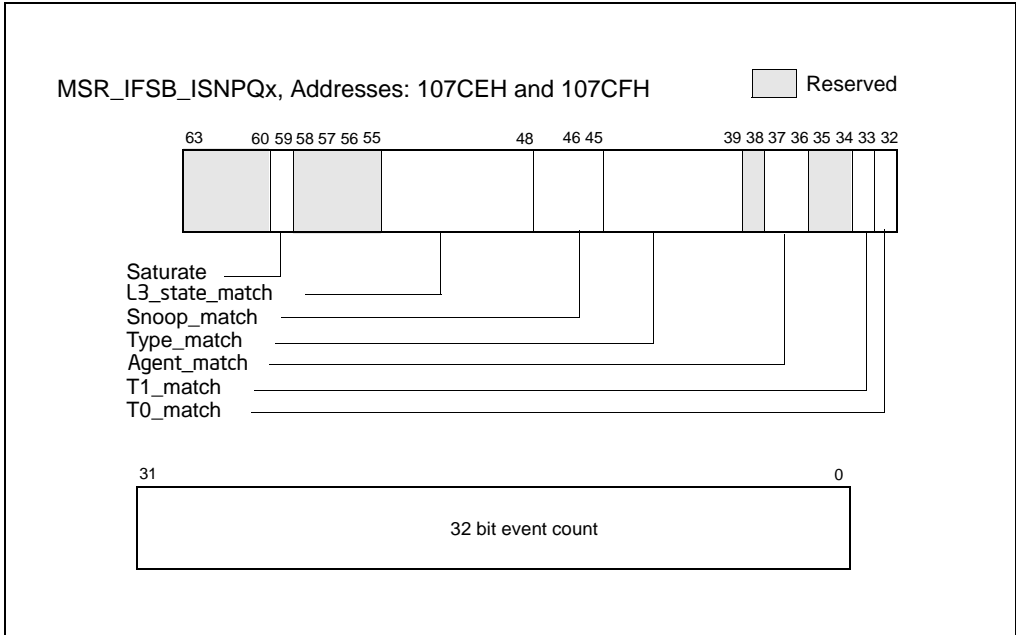 MSR_IFSB_ISNPQx, Addresses: 107CEH and 107CFH
Reserved
63 60 59 58 57 56 55 48 46 45 39 38 37 36 35 34 33 32
Saturate
L3_state_match
Snoop_match
Type_match
Agent_match
T1_match
T0_match
31 0
32 bit event count